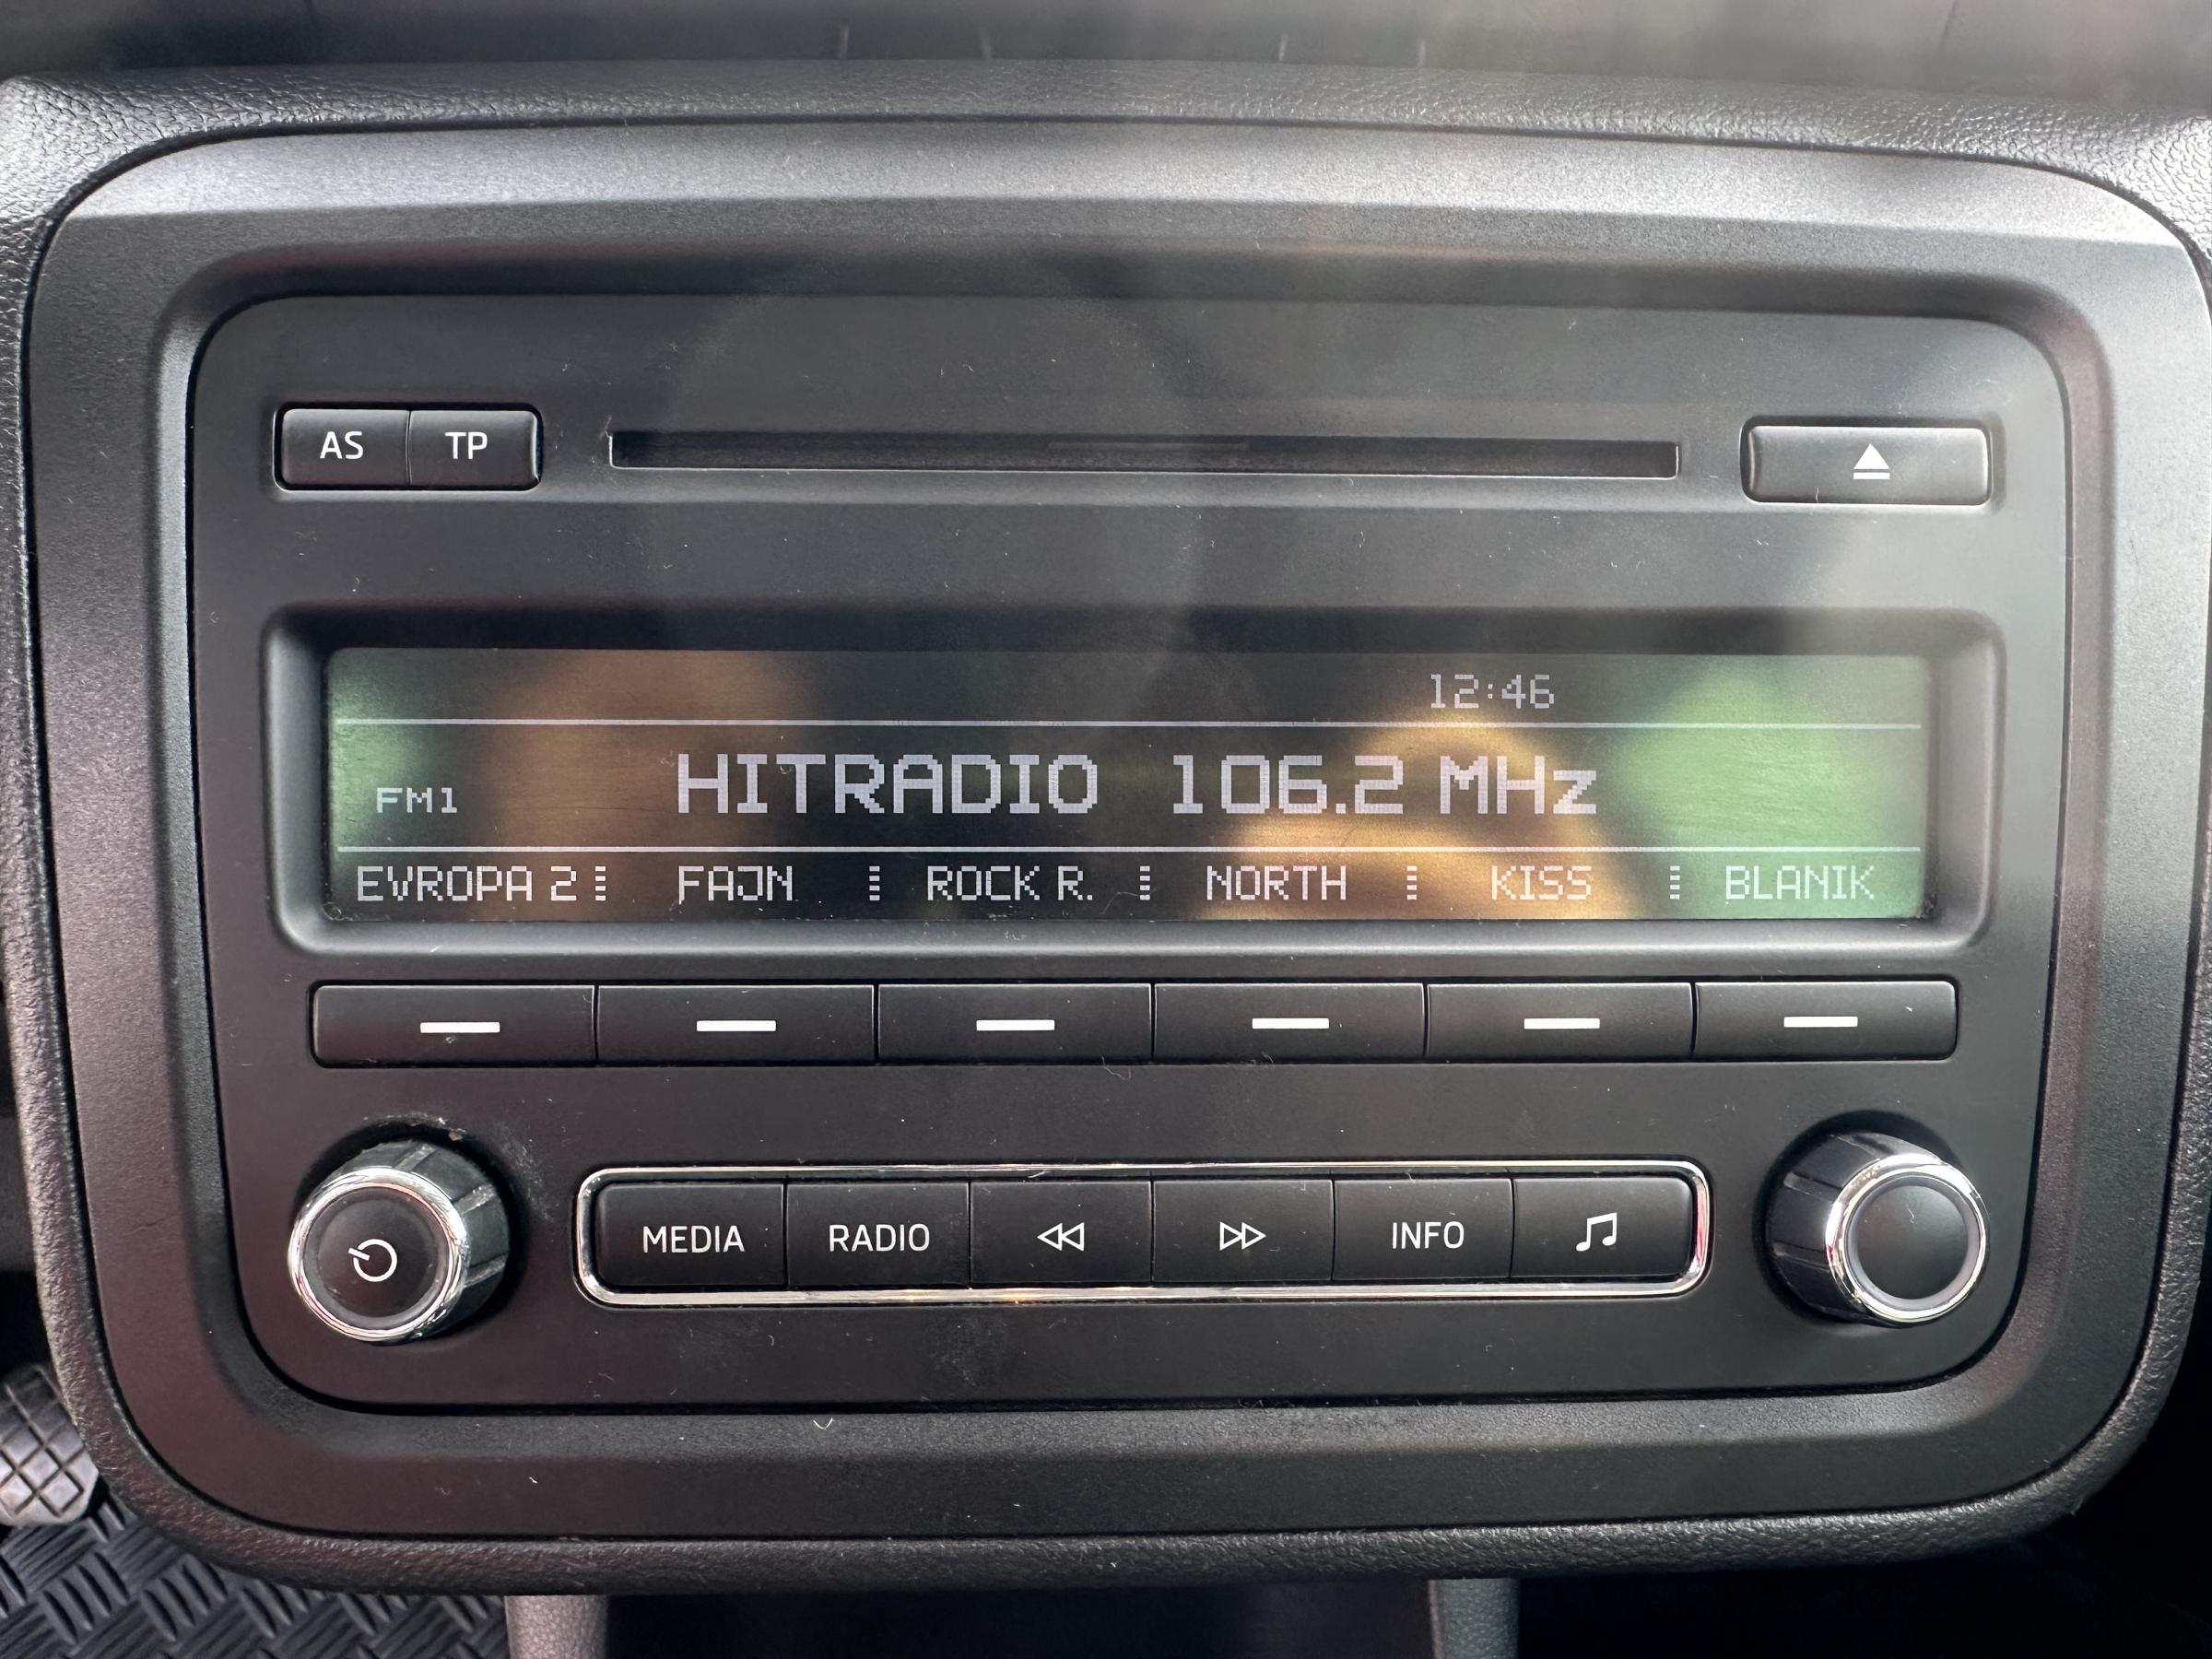 AS TP
12:46
FM1 HITRADIO 106.2 MHz
EVROPA 2 FAJN ROCK R. NORTH KISS BLANIK
MEDIA RADIO INFO